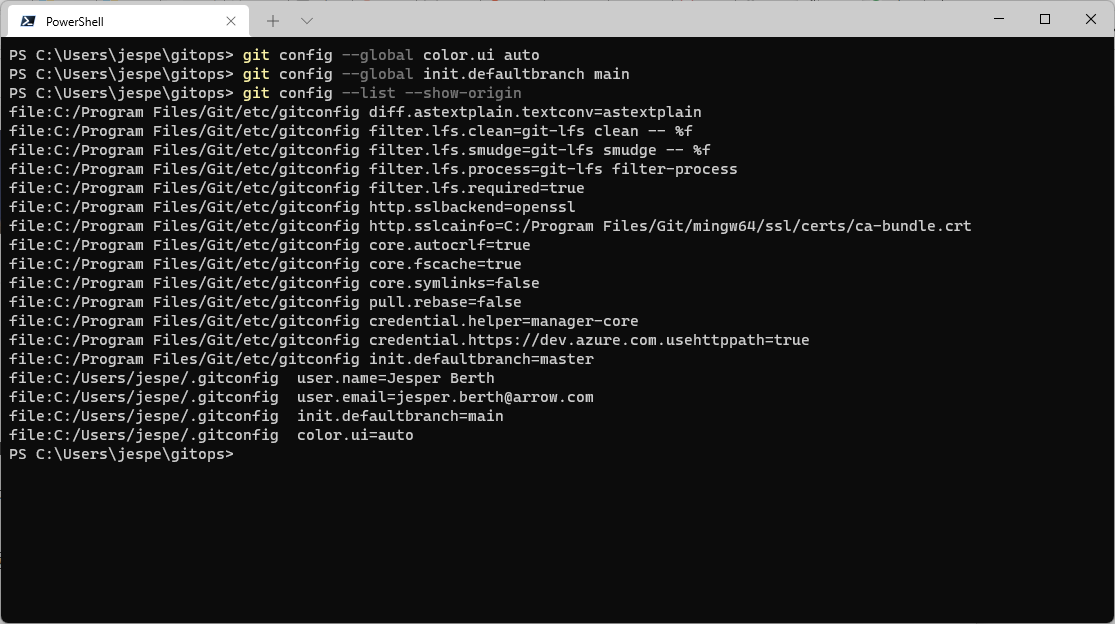 PowerShell
PS C:\Users\jespe\gitops> git config --global color.ui auto
PS C:\Users\jespe\gitops> git config --global init.defaultbranch main
PS C:\Users\jespe\gitops> git config --list --show-origin
file:C:/Program Files/Git/etc/gitconfig diff.astextplain.textconv=astextplain
file:C:/Program Files/Git/etc/gitconfig filter.lfs.clean=git-lfs clean -- %f
file:C:/Program Files/Git/etc/gitconfig filter.lfs.smudge=git-lfs smudge -- %f
file:C:/Program Files/Git/etc/gitconfig filter.lfs.process=git-lfs filter-process
file:C:/Program Files/Git/etc/gitconfig filter.lfs.required=true
file:C:/Program Files/Git/etc/gitconfig http.sslbackend=openssl
file:C:/Program Files/Git/etc/gitconfig http.sslcainfo=C:/Program Files/Git/mingw64/ssl/certs/ca-bundle.crt
file:C:/Program Files/Git/etc/gitconfig core.autocrlf=true
file:C:/Program Files/Git/etc/gitconfig core.fscache=true
file:C:/Program Files/Git/etc/gitconfig core.symlinks=false
file:C:/Program Files/Git/etc/gitconfig pull.rebase=false
file:C:/Program Files/Git/etc/gitconfig credential.helper=manager-core
file:C:/Program Files/Git/etc/gitconfig credential.https://dev.azure.com.usehttppath=true
file:C:/Program Files/Git/etc/gitconfig init.defaultbranch=master
file:C:/Users/jespe/.gitconfig  user.name=Jesper Berth
file:C:/Users/jespe/.gitconfig  user.email=jesper.berth@arrow.com
file:C:/Users/jespe/.gitconfig  init.defaultbranch=main
file:C:/Users/jespe/.gitconfig  color.ui=auto
PS C:\Users\jespe\gitops>